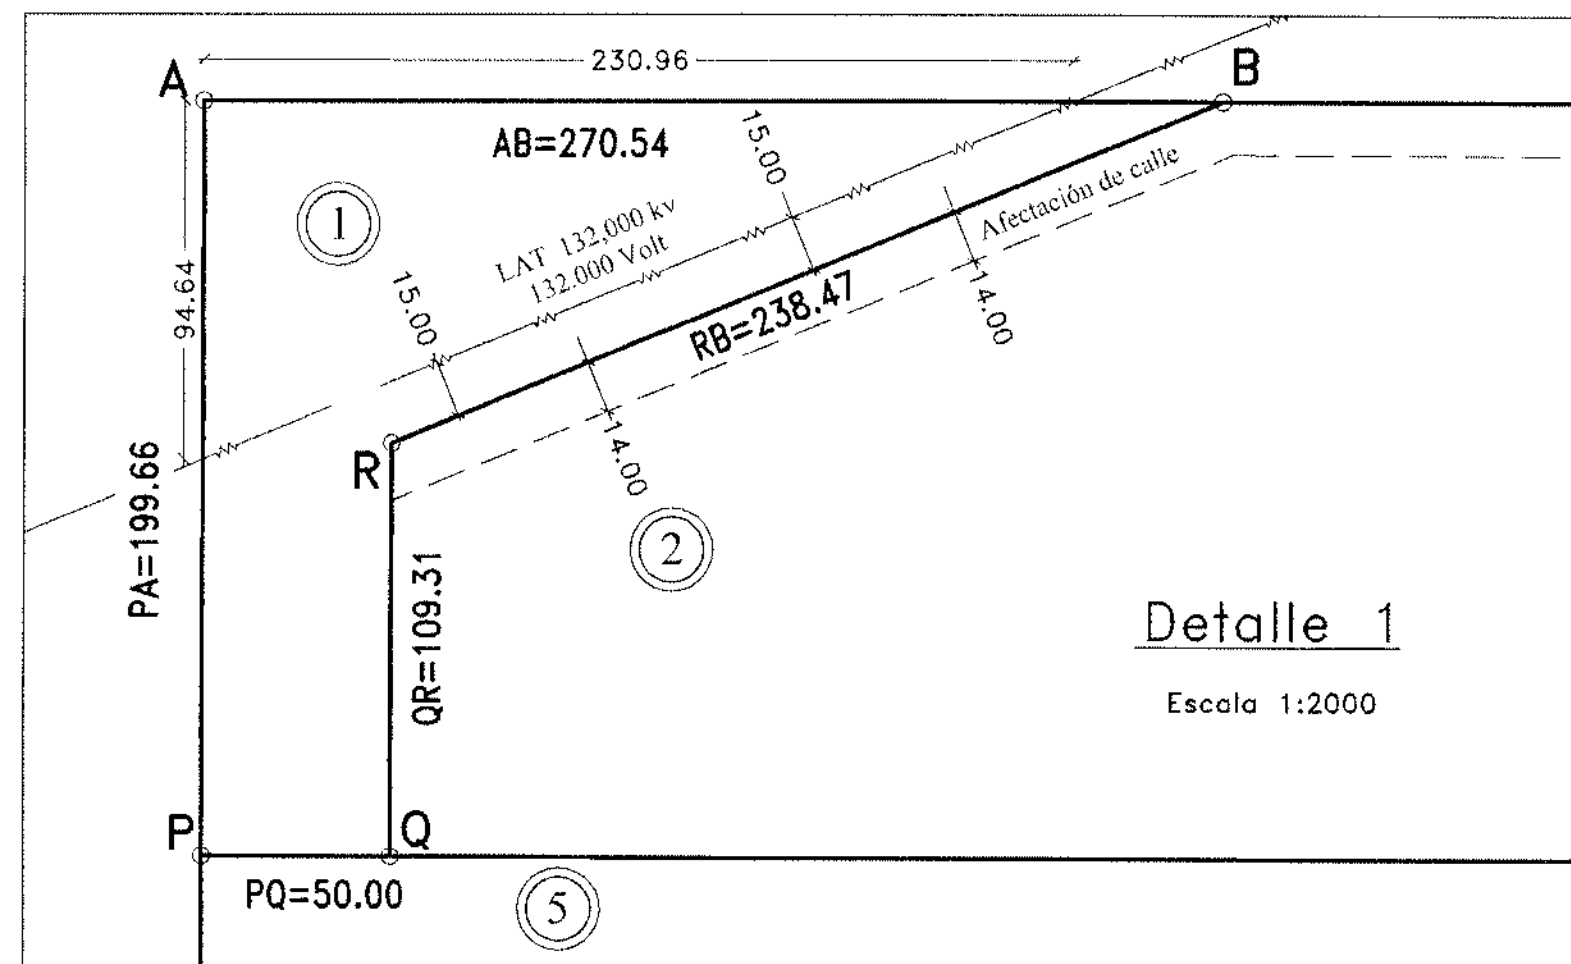 230.96
A
B
AB=270.54
15.00
1
LAT 132,000 kv
132.000 Volt
Afectación de calle
94.64
15.00
RB=238.47
14.00
R
14.00
PA=199.66
2
QR=109.31
Detalle 1
Escala 1:2000
P
Q
PQ=50.00
5